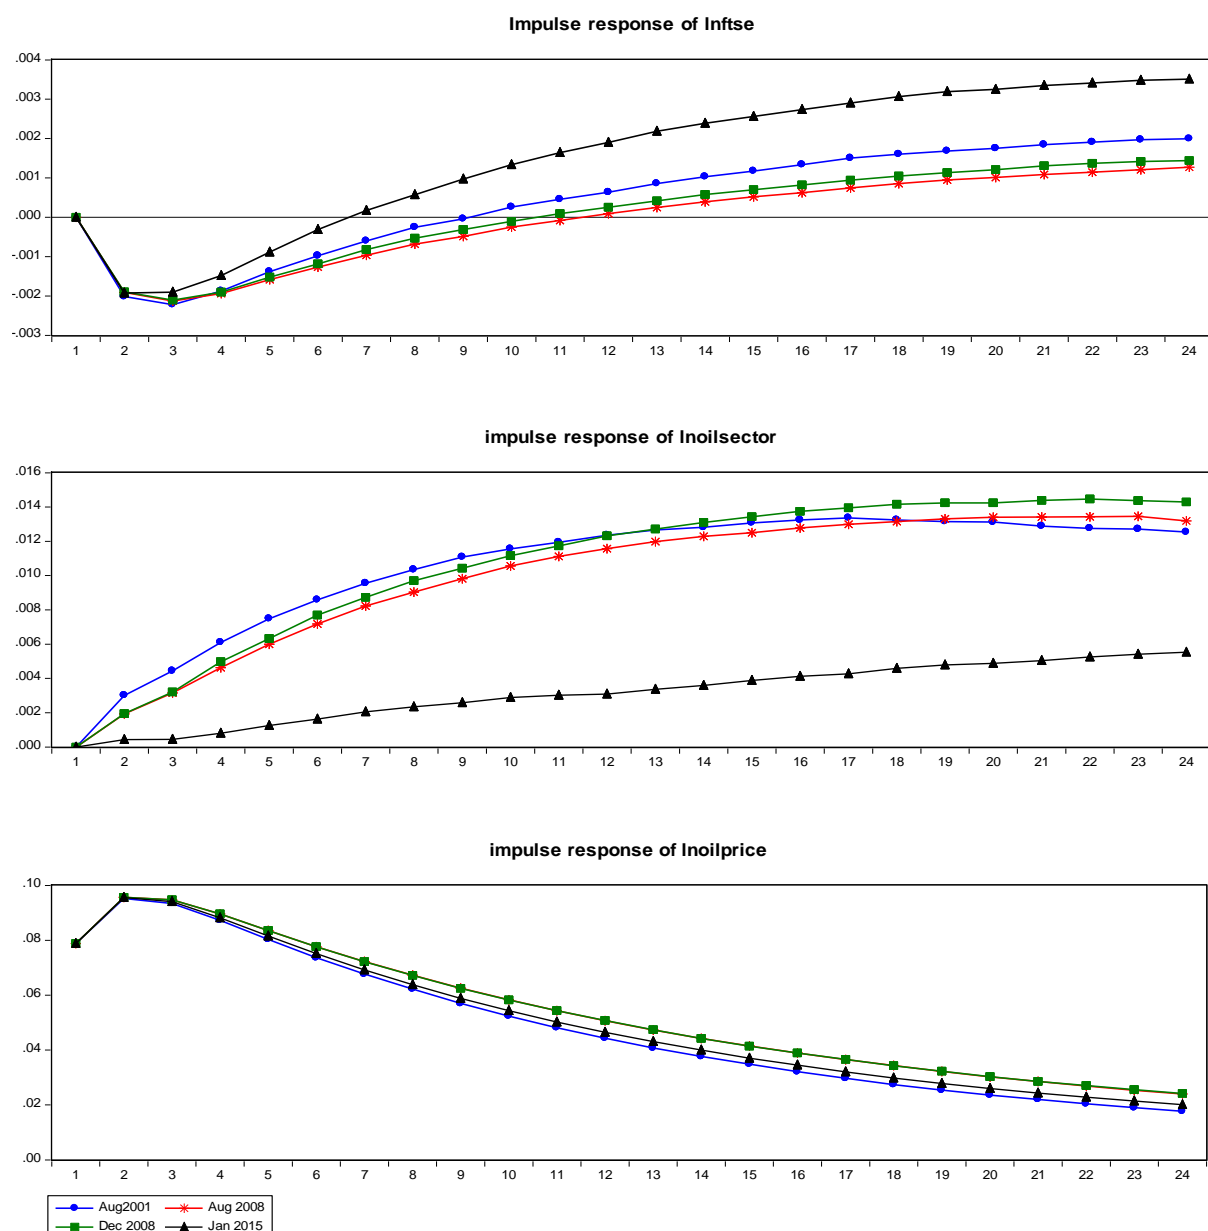 Impulse response of lnftse
.004
.003
.002
.001
.000
-.001
-.002
-.003
1 2 3 4 5 6 7 8 9 10 11 12 13 14 15 16 17 18 19 20 21 22 23 24
impulse response of lnoilsector
.016
.014
.012
.010
.008
.006
.004
.002
.000
1 2 3 4 5 6 7 8 9 10 11 12 13 14 15 16 17 18 19 20 21 22 23 24
impulse response of lnoilprice
.10
.08
.06
.04
.02
.00
1 2 3 4 5 6 7 8 9 10 11 12 13 14 15 16 17 18 19 20 21 22 23 24
Aug2001 Aug 2008
Dec 2008 Jan 2015